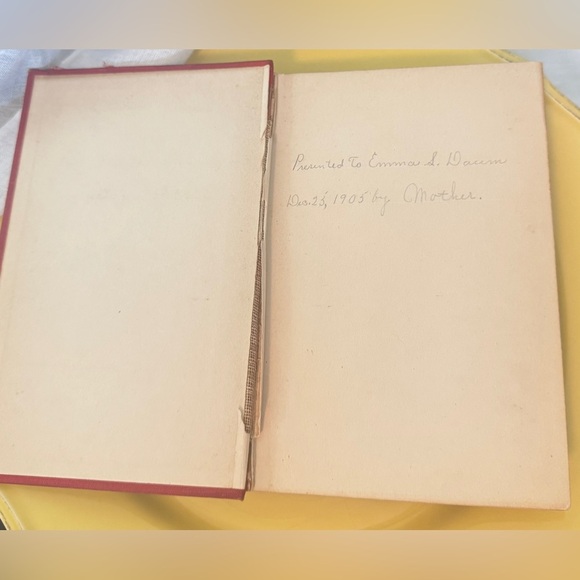 Presented To Emma S. Daum
Dec. 25, 1905 by Mother.